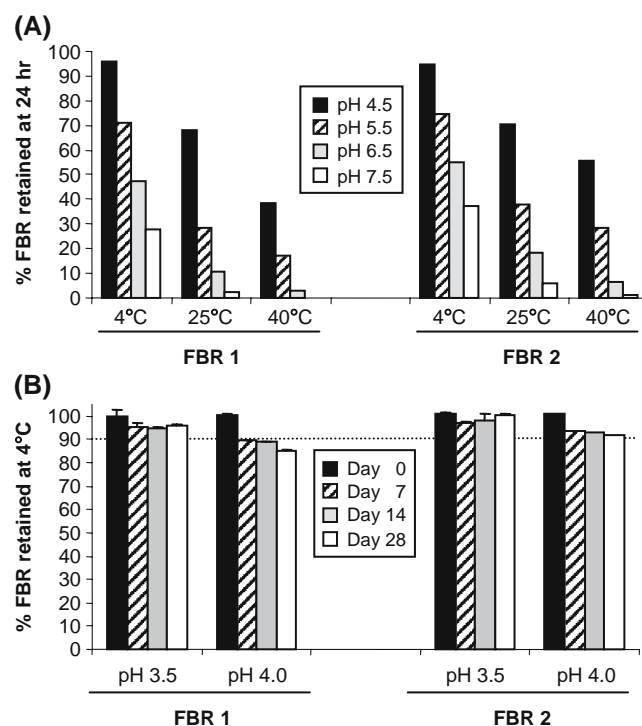 (A)
% FBR retained at 24 hr
100
90
80
70
60
50
40
30
20
10
0
pH 4.5
pH 5.5
pH 6.5
pH 7.5
4°C 25°C 40°C 4°C 25°C 40°C
FBR 1 FBR 2
(B)
% FBR retained at 4°C
100
90
80
70
60
50
40
30
20
10
0
Day 0
Day 7
Day 14
Day 28
pH 3.5 pH 4.0 pH 3.5 pH 4.0
FBR 1 FBR 2